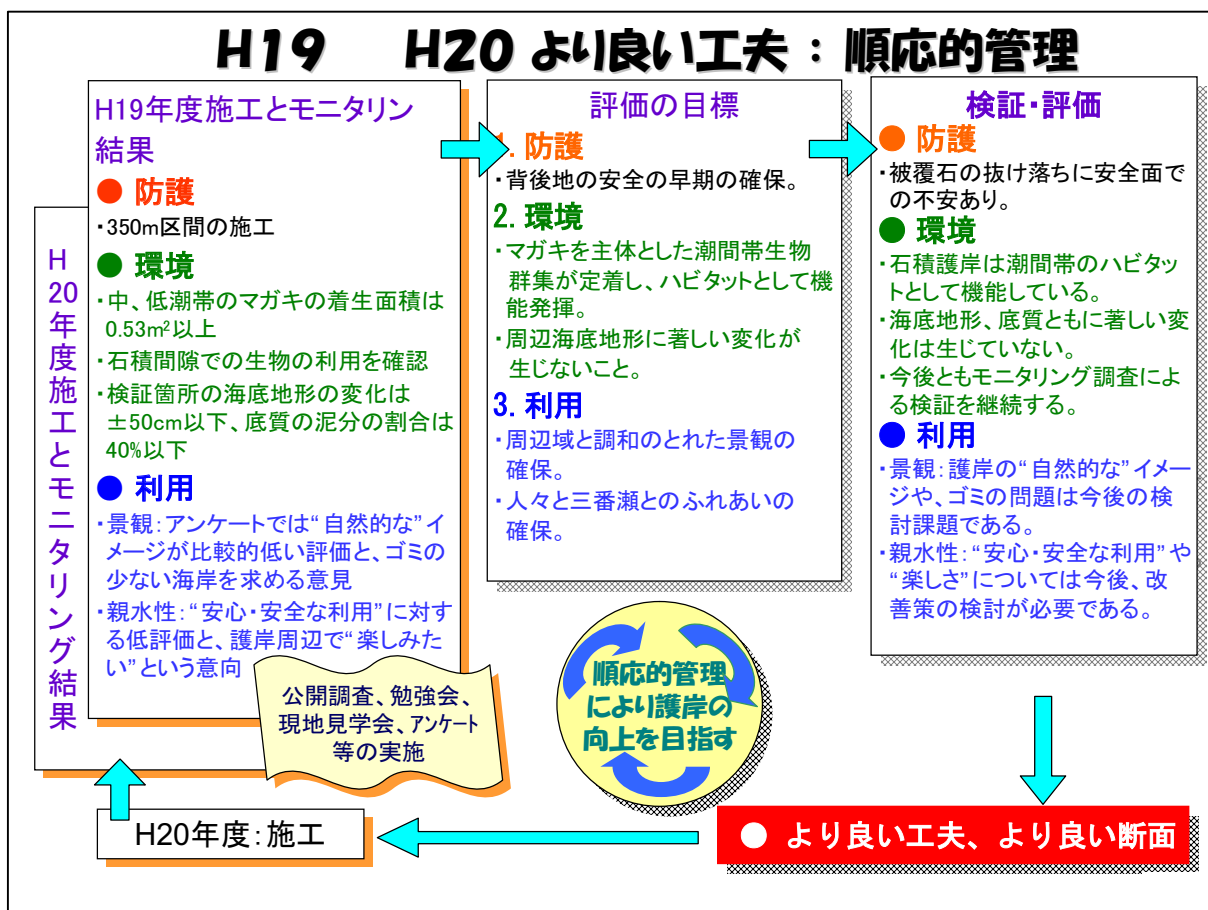 H19 H20 より良い工夫：順応的管理
H20年度施工とモニタリング結果
H19年度施工とモニタリン
結果
● 防護
・350m区間の施工
● 環境
・中、低潮帯のマガキの着生面積は
0.53m²以上
・石積間隙での生物の利用を確認
・検証箇所の海底地形の変化は
±50cm以下、底質の泥分の割合は
40%以下
● 利用
・景観：アンケートでは“自然的な”イ
メージが比較的低い評価と、ゴミの
少ない海岸を求める意見
・親水性：“安心・安全な利用”に対す
る低評価と、護岸周辺で“楽しみた
い”という意向
公開調査、勉強会、
現地見学会、アンケート
等の実施
評価の目標
1. 防護
・背後地の安全の早期の確保。
2. 環境
・マガキを主体とした潮間帯生物
群集が定着し、ハビタットとして機
能発揮。
・周辺海底地形に著しい変化が
生じないこと。
3. 利用
・周辺域と調和のとれた景観の
確保。
・人々と三番瀬とのふれあいの
確保。
検証・評価
● 防護
・被覆石の抜け落ちに安全面で
の不安あり。
● 環境
・石積護岸は潮間帯のハビタッ
トとして機能している。
・海底地形、底質ともに著しい変
化は生じていない。
・今後ともモニタリング調査によ
る検証を継続する。
● 利用
・景観：護岸の“自然的な”イメー
ジや、ゴミの問題は今後の検
討課題である。
・親水性：“安心・安全な利用”や
“楽しさ”については今後、改
善策の検討が必要である。
順応的管理
により護岸の
向上を目指す
● より良い工夫、より良い断面
H20年度：施工